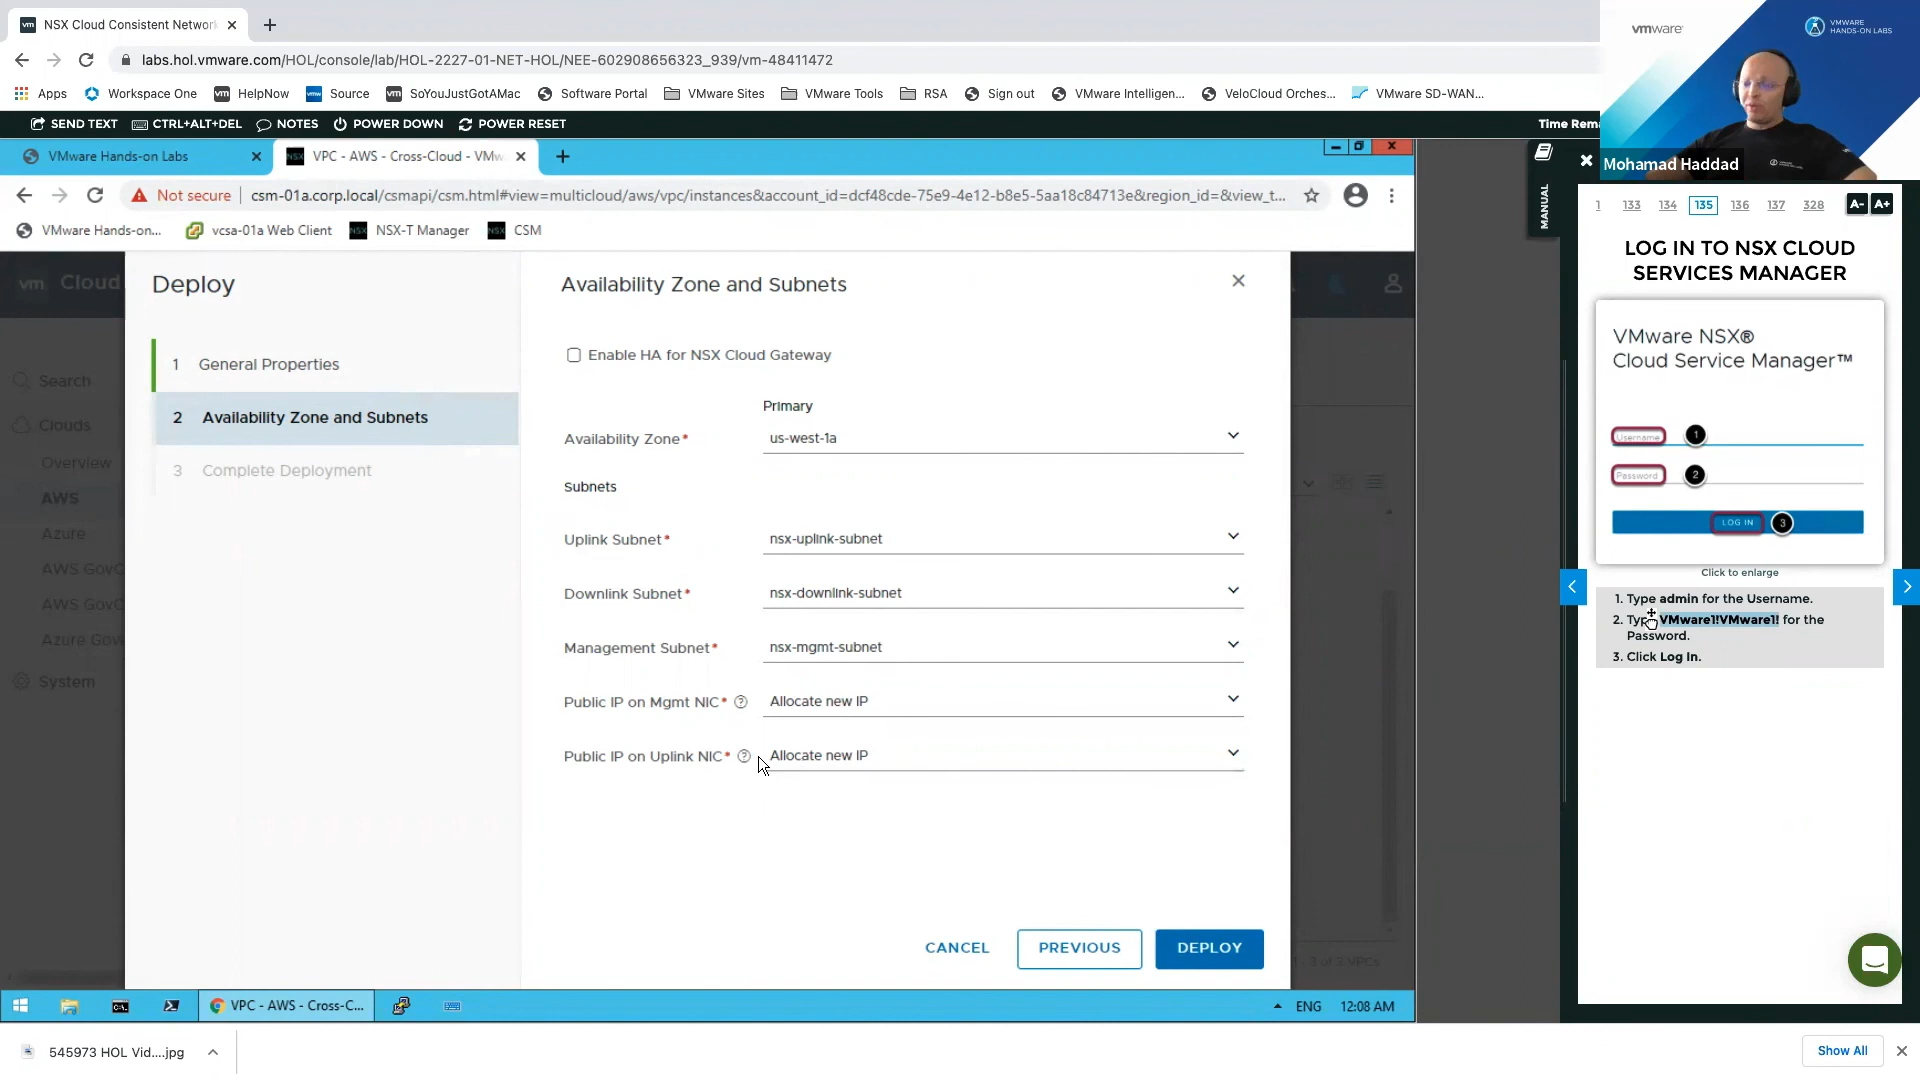 NSX Cloud Consistent Network
labs.hol.vmware.com/HOL/console/lab/HOL-2227-01-NET-HOL/NEE-602908656323_939/vm-48411472
Apps
Workspace One
HelpNow
Source
SoYouJustGotAMac
Software Portal
VMware Sites
VMware Tools
RSA
Sign out
VMware Intelligen...
VeloCloud Orches...
VMware SD-WAN...
SEND TEXT
CTRL+ALT+DEL
NOTES
POWER DOWN
POWER RESET
Time Rema
vmware
VMWARE
HANDS-ON LABS
Mohamad Haddad
VMware Hands-on Labs
VPC - AWS - Cross-Cloud - VMw
Not secure
csm-01a.corp.local/csmapi/csm.html#view=multicloud/aws/vpc/instances&account_id=dcf48cde-75e9-4e12-b8e5-5aa18c84713e&region_id=&view_t...
VMware Hands-on...
vcsa-01a Web Client
NSX-T Manager
CSM
vm
Cloud
Search
Clouds
Overview
AWS
Azure
AWS GovC
AWS GovC
Azure Gov
System
Deploy
1 General Properties
2 Availability Zone and Subnets
3 Complete Deployment
Availability Zone and Subnets
Enable HA for NSX Cloud Gateway
Primary
Availability Zone* us-west-1a
Subnets
Uplink Subnet* nsx-uplink-subnet
Downlink Subnet* nsx-downlink-subnet
Management Subnet* nsx-mgmt-subnet
Public IP on Mgmt NIC* Allocate new IP
Public IP on Uplink NIC* Allocate new IP
CANCEL
PREVIOUS
DEPLOY
MANUAL
1 133 134 135 136 137 328
A- A+
LOG IN TO NSX CLOUD
SERVICES MANAGER
VMware NSX®
Cloud Service Manager™
Username 1
Password 2
LOG IN 3
Click to enlarge
1. Type admin for the Username.
2. Type VMware1!VMware1! for the
Password.
3. Click Log In.
VPC - AWS - Cross-C...
ENG
12:08 AM
545973 HOL Vid....jpg
Show All